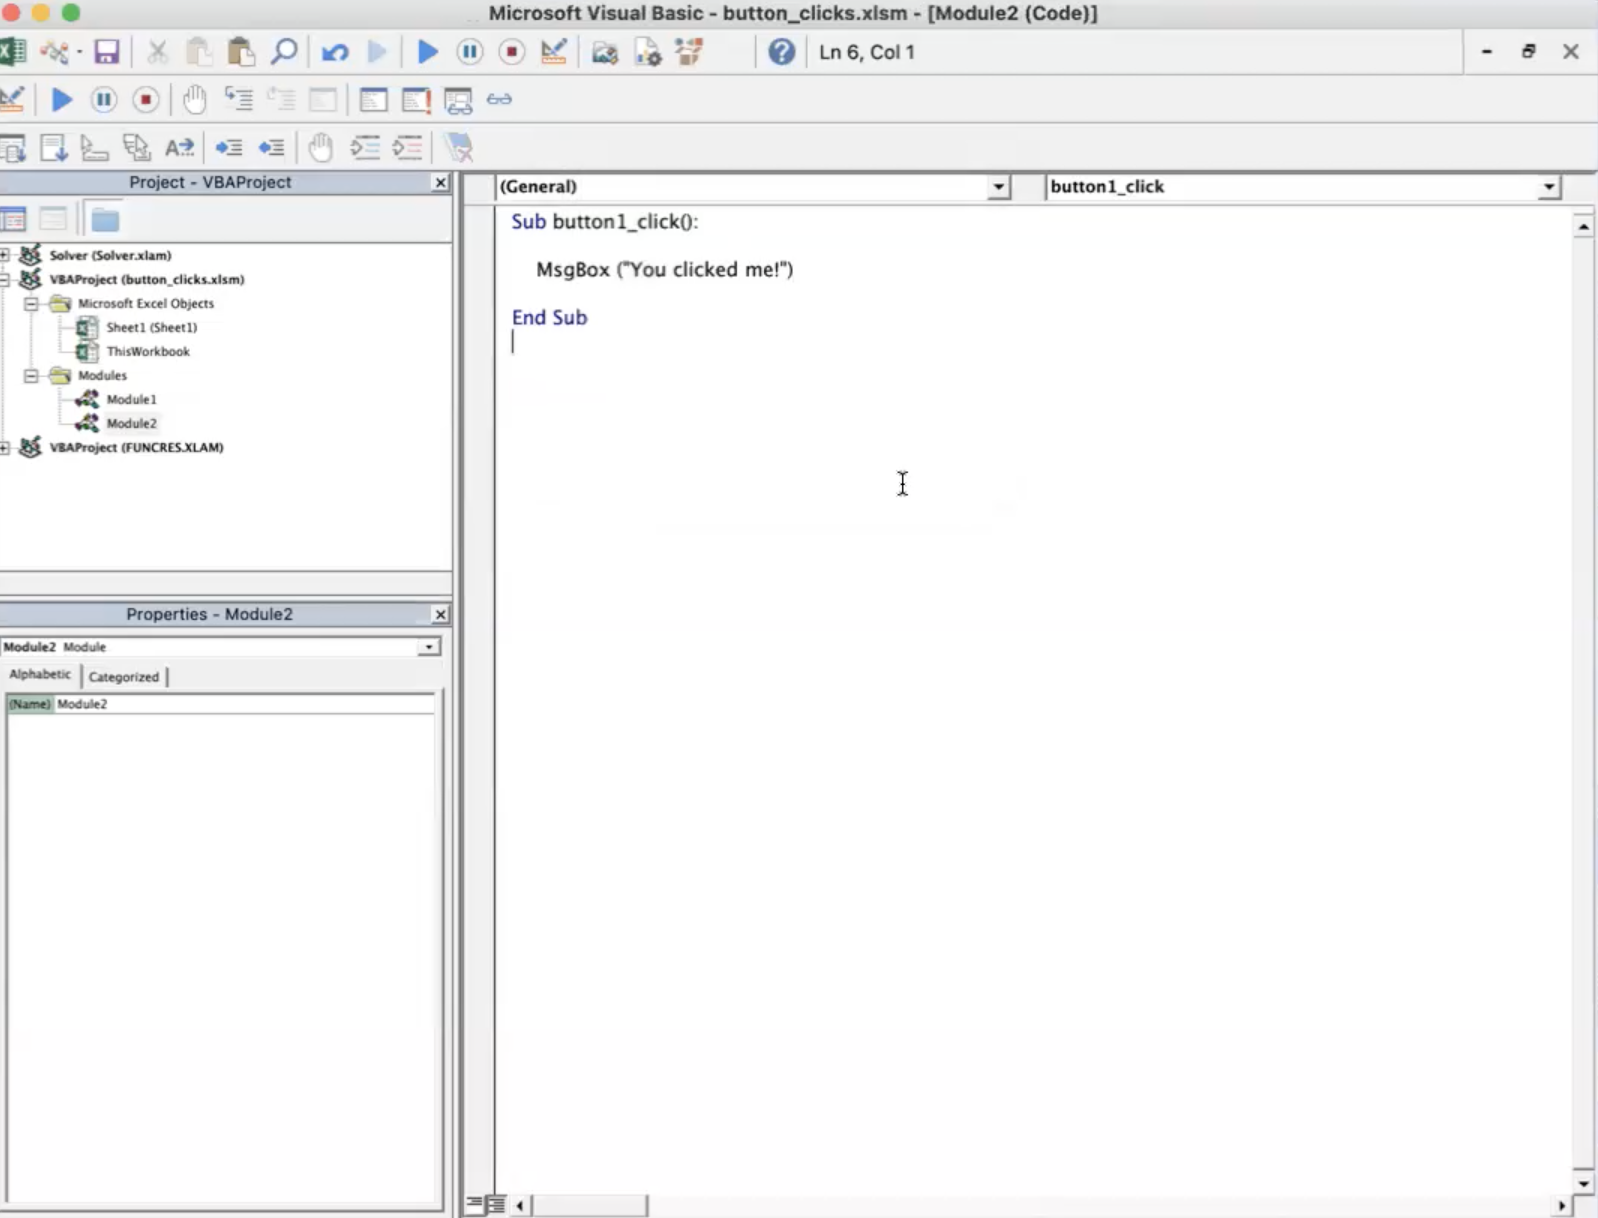 Microsoft Visual Basic - button_clicks.xlsm - [Module2 (Code)]
Ln 6, Col 1
Project - VBAProject
Solver (Solver.xlam)
VBAProject (button_clicks.xlsm)
Microsoft Excel Objects
Sheet1 (Sheet1)
ThisWorkbook
Modules
Module1
Module2
VBAProject (FUNCRES.XLAM)
Properties - Module2
Module2 Module
Alphabetic Categorized
(Name) Module2
(General) button1_click
Sub button1_click():
MsgBox ("You clicked me!")
End Sub